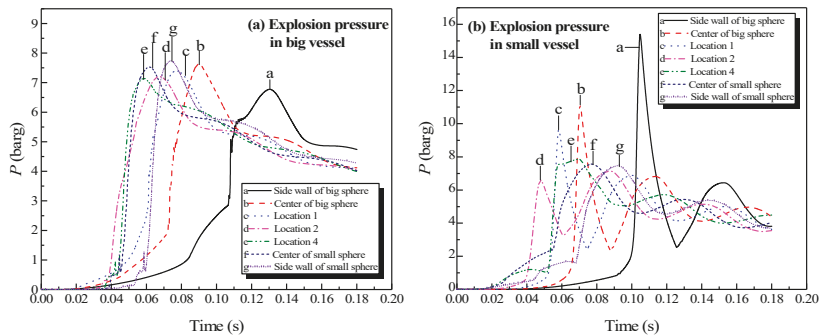 (a) Explosion pressure
in big vessel
P (barg)
9
8
7
6
5
4
3
2
1
0
0.00 0.02 0.04 0.06 0.08 0.10 0.12 0.14 0.16 0.18 0.20
Time (s)
e f d g c b a
a Side wall of big sphere
b Center of big sphere
c Location 1
d Location 2
e Location 4
f Center of small sphere
g Side wall of small sphere
(b) Explosion pressure
in small vessel
P (barg)
16
14
12
10
8
6
4
2
0
0.00 0.02 0.04 0.06 0.08 0.10 0.12 0.14 0.16 0.18 0.20
Time (s)
d c e b f g a
a Side wall of big sphere
b Center of big sphere
c Location 1
d Location 2
e Location 4
f Center of small sphere
g Side wall of small sphere